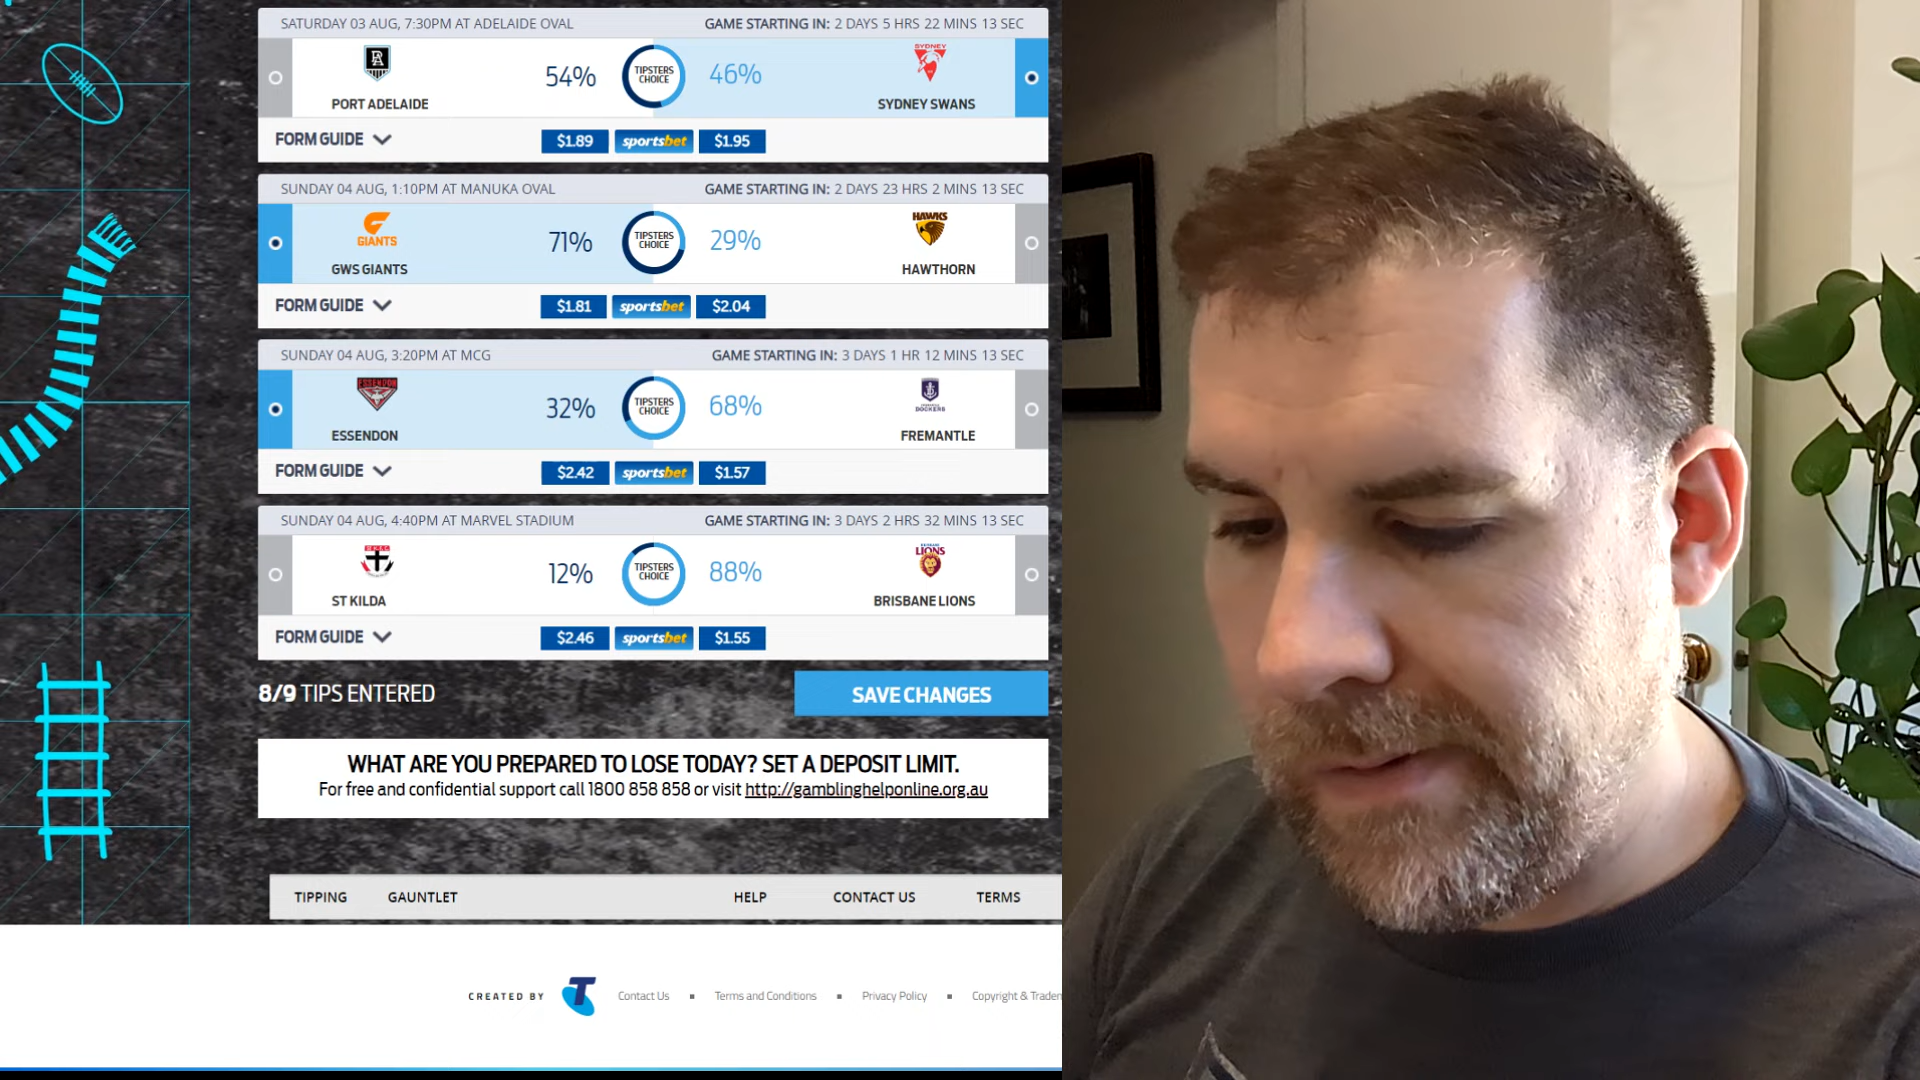 SATURDAY 03 AUG, 7:30PM AT ADELAIDE OVAL GAME STARTING IN: 2 DAYS 5 HRS 22 MINS 13 SEC
54% TIPSTERS CHOICE 46% SYDNEY
PORT ADELAIDE SYDNEY SWANS
FORM GUIDE $1.89 sportsbet $1.95
SUNDAY 04 AUG, 1:10PM AT MANUKA OVAL GAME STARTING IN: 2 DAYS 23 HRS 2 MINS 13 SEC
GIANTS 71% TIPSTERS CHOICE 29% HAWKS
GWS GIANTS HAWTHORN
FORM GUIDE $1.81 sportsbet $2.04
SUNDAY 04 AUG, 3:20PM AT MCG GAME STARTING IN: 3 DAYS 1 HR 12 MINS 13 SEC
ESSENDON 32% TIPSTERS CHOICE 68% DOCKERS
ESSENDON FREMANTLE
FORM GUIDE $2.42 sportsbet $1.57
SUNDAY 04 AUG, 4:40PM AT MARVEL STADIUM GAME STARTING IN: 3 DAYS 2 HRS 32 MINS 13 SEC
12% TIPSTERS CHOICE 88% LIONS
ST KILDA BRISBANE LIONS
FORM GUIDE $2.46 sportsbet $1.55
8/9 TIPS ENTERED SAVE CHANGES
WHAT ARE YOU PREPARED TO LOSE TODAY? SET A DEPOSIT LIMIT.
For free and confidential support call 1800 858 858 or visit http://gamblinghelponline.org.au
TIPPING GAUNTLET HELP CONTACT US TERMS
CREATED BY T Contact Us ▪ Terms and Conditions ▪ Privacy Policy ▪ Copyright & Tradem